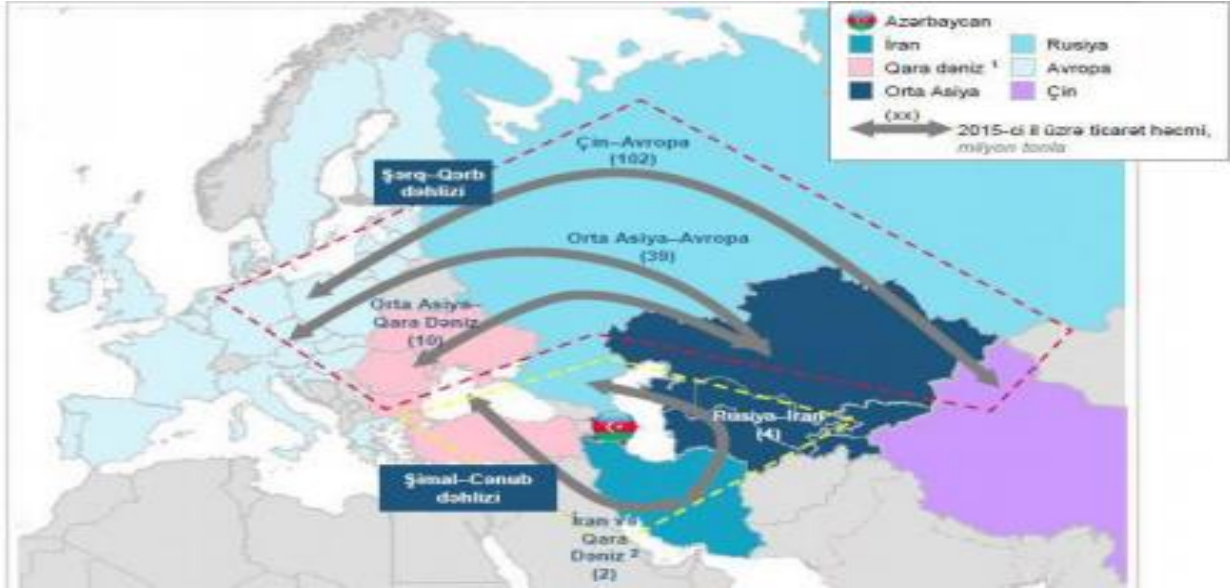 Azərbaycan
İran
Rusiya
Qara dəniz ¹
Avropa
Orta Asiya
Çin
(xx)
2015-ci il üzrə ticarət həcmi,
milyon tonla
Çin–Avropa
(102)
Şərq–Qərb
dəhlizi
Orta Asiya–Avropa
(39)
Orta Asiya–
Qara Dəniz
(10)
Rusiya–İran
(4)
Şimal–Cənub
dəhlizi
İran və
Qara
Dəniz ²
(2)